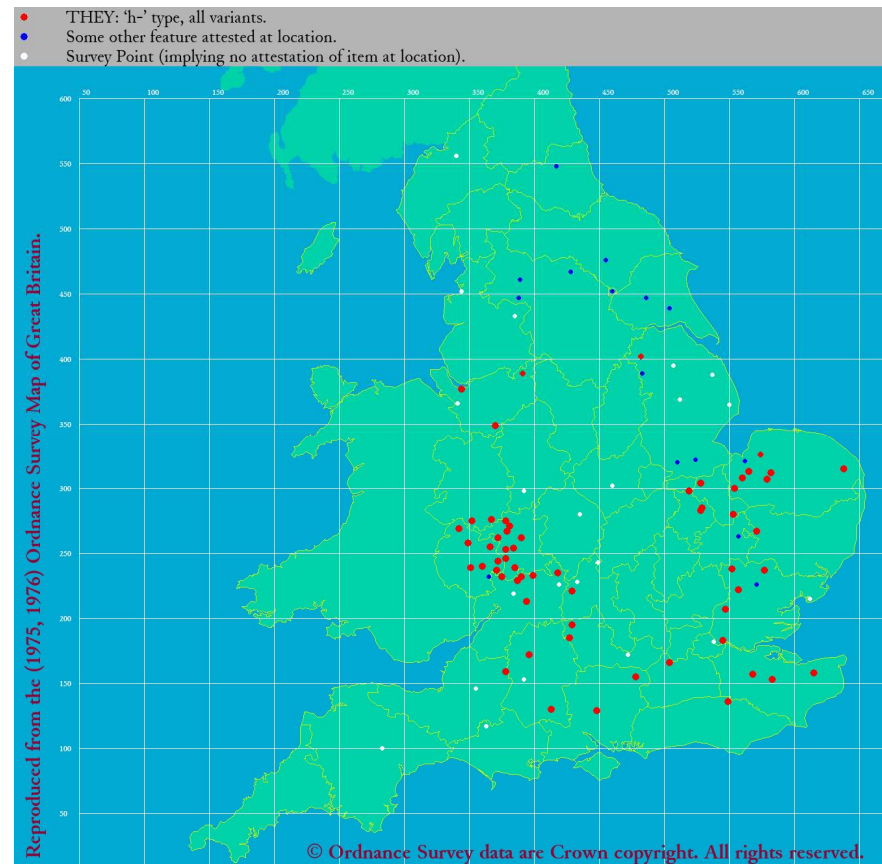 THEY: ‘h-’ type, all variants.
Some other feature attested at location.
Survey Point (implying no attestation of item at location).
50 100 150 200 250 300 350 400 450 500 550 600 650
600
550
500
450
400
350
300
250
200
150
100
50
Reproduced from the (1975, 1976) Ordnance Survey Map of Great Britain.
© Ordnance Survey data are Crown copyright. All rights reserved.